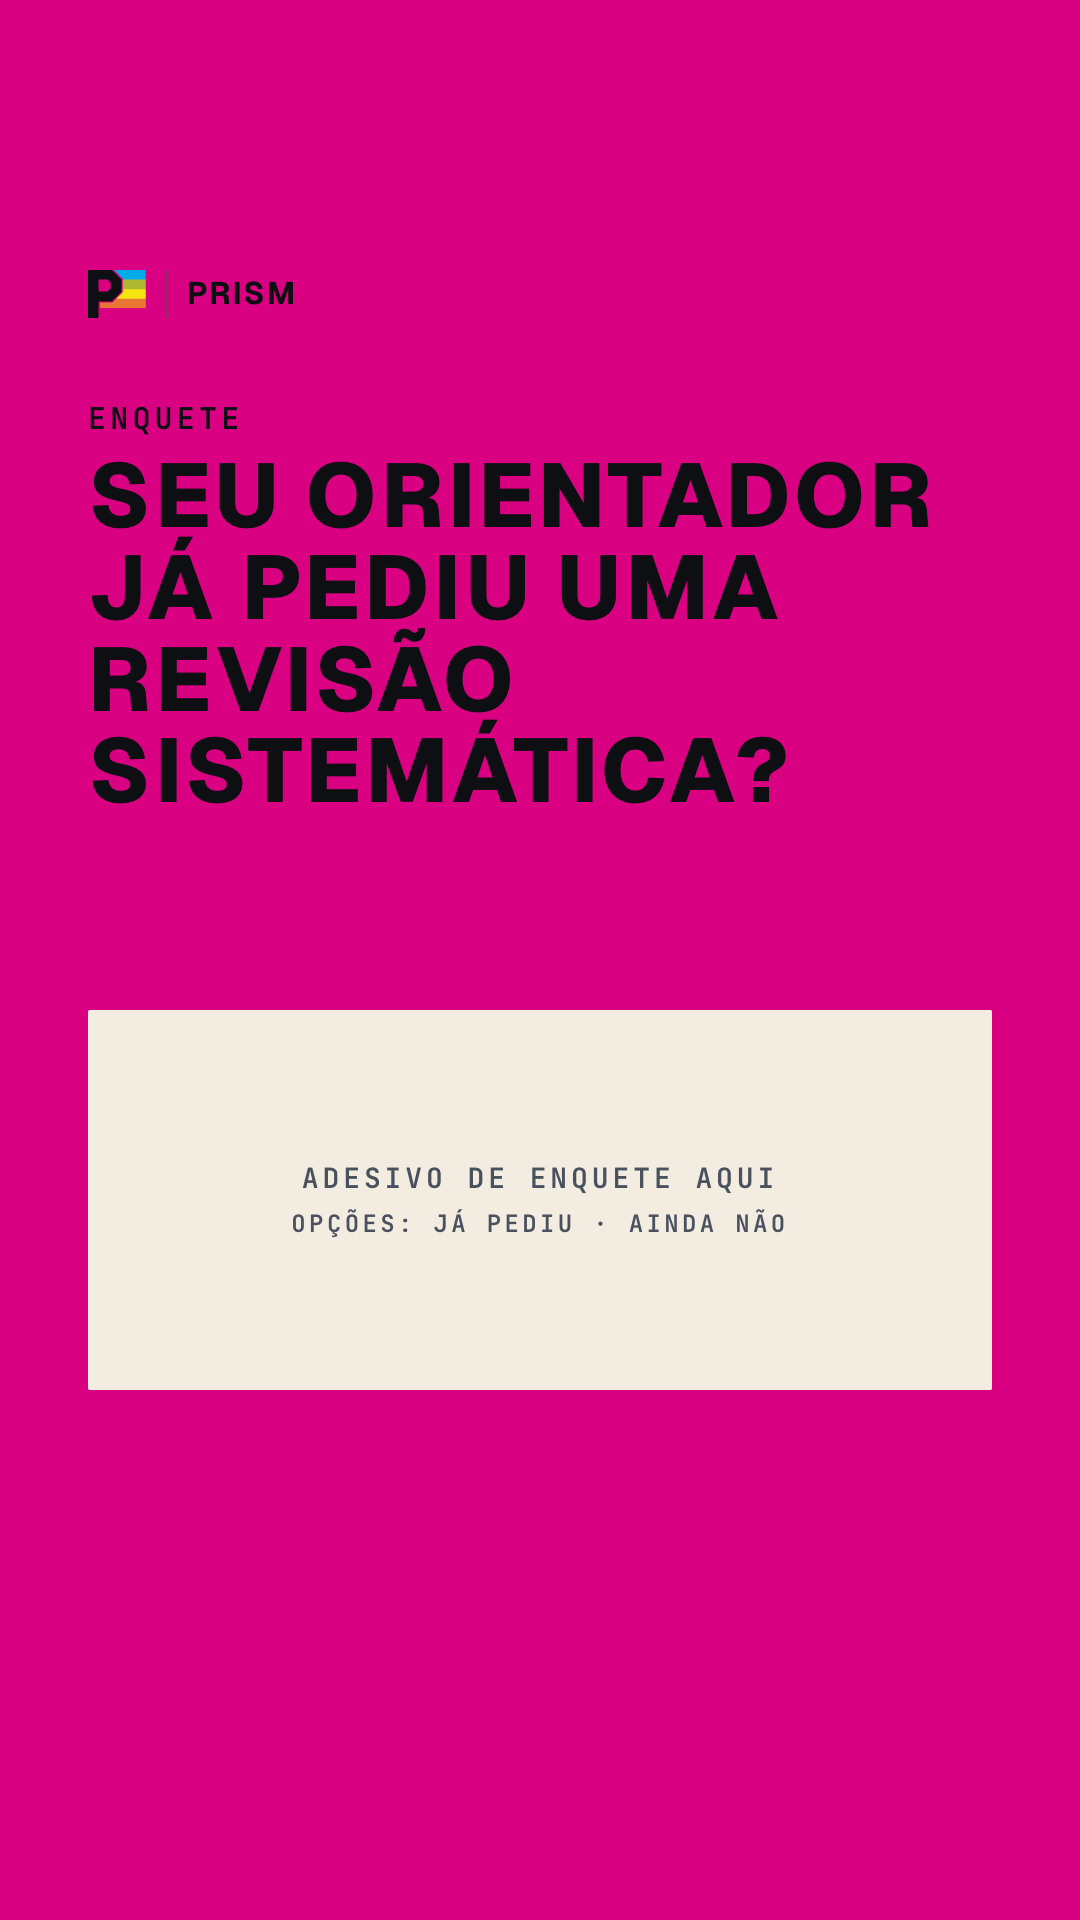 P
PRISM
ENQUETE
SEU ORIENTADOR
JÁ PEDIU UMA
REVISÃO
SISTEMÁTICA?
ADESIVO DE ENQUETE AQUI
OPÇÕES: JÁ PEDIU · AINDA NÃO